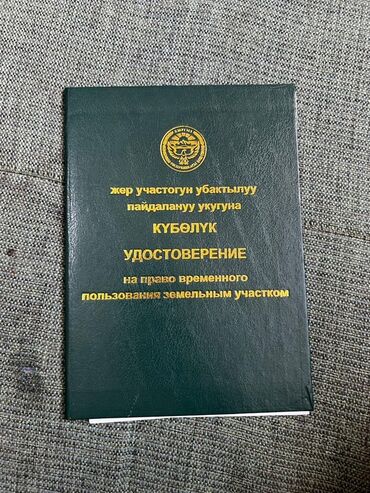 жер участогун убактылуу
пайдалануу укугуна
КҮБӨЛҮК
УДОСТОВЕРЕНИЕ
на право временного
пользования земельным участком